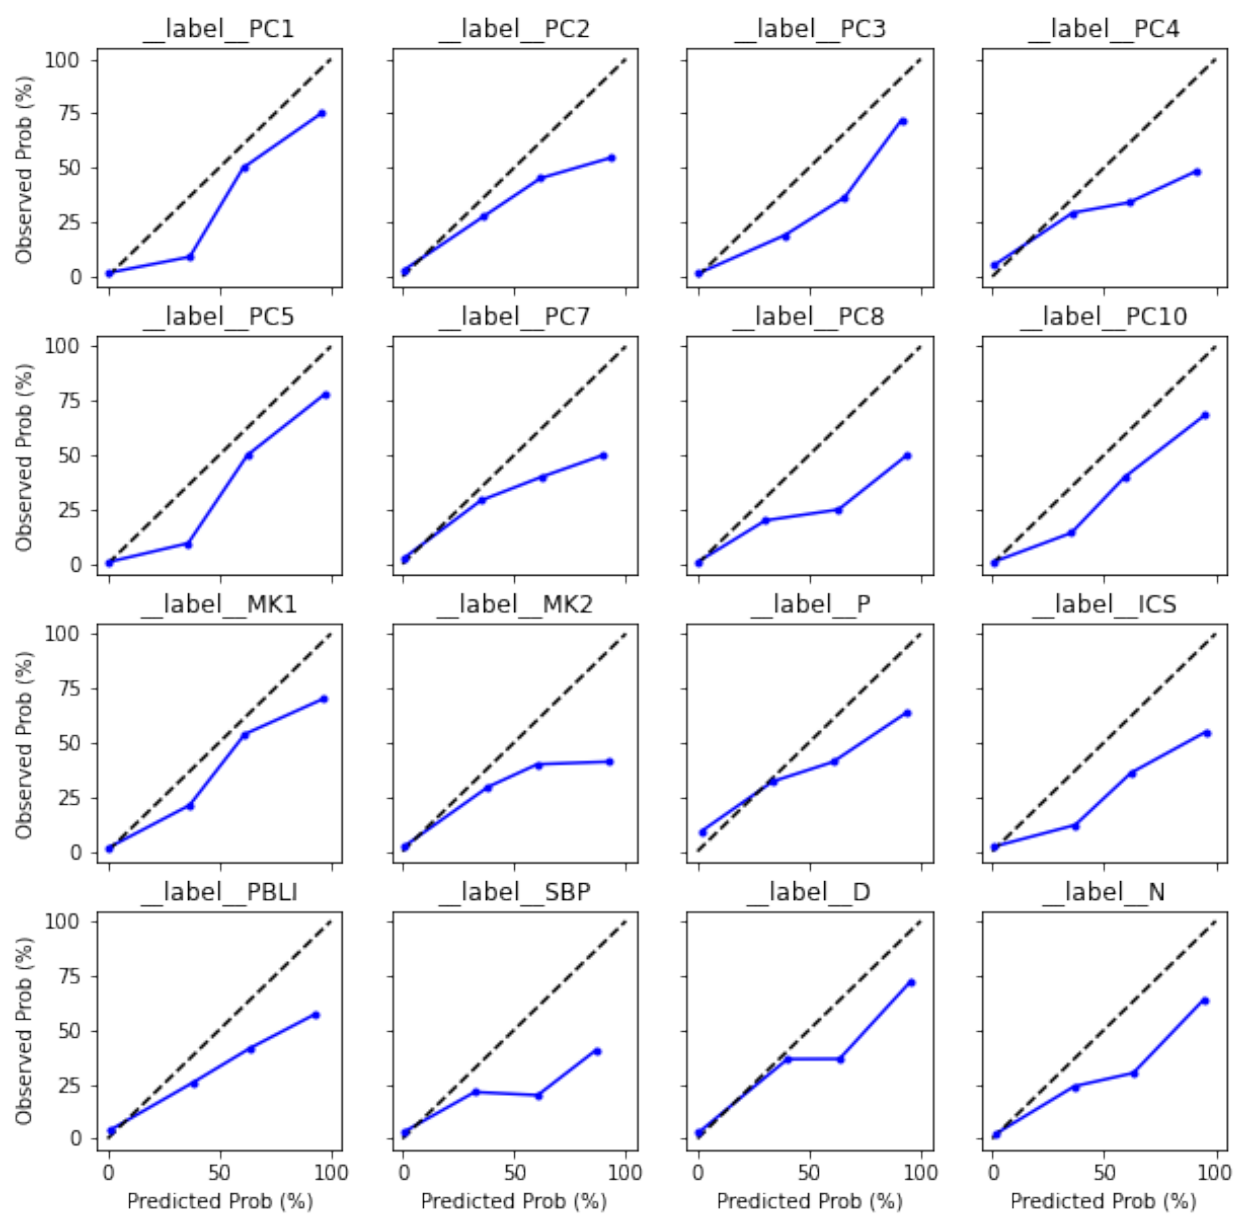 __label__PC1 __label__PC2 __label__PC3 __label__PC4
Observed Prob (%)
100
75
50
25
0
__label__PC5 __label__PC7 __label__PC8 __label__PC10
Observed Prob (%)
100
75
50
25
0
__label__MK1 __label__MK2 __label__P __label__ICS
Observed Prob (%)
100
75
50
25
0
__label__PBLI __label__SBP __label__D __label__N
Observed Prob (%)
100
75
50
25
0
0 50 100 0 50 100 0 50 100 0 50 100
Predicted Prob (%) Predicted Prob (%) Predicted Prob (%) Predicted Prob (%)